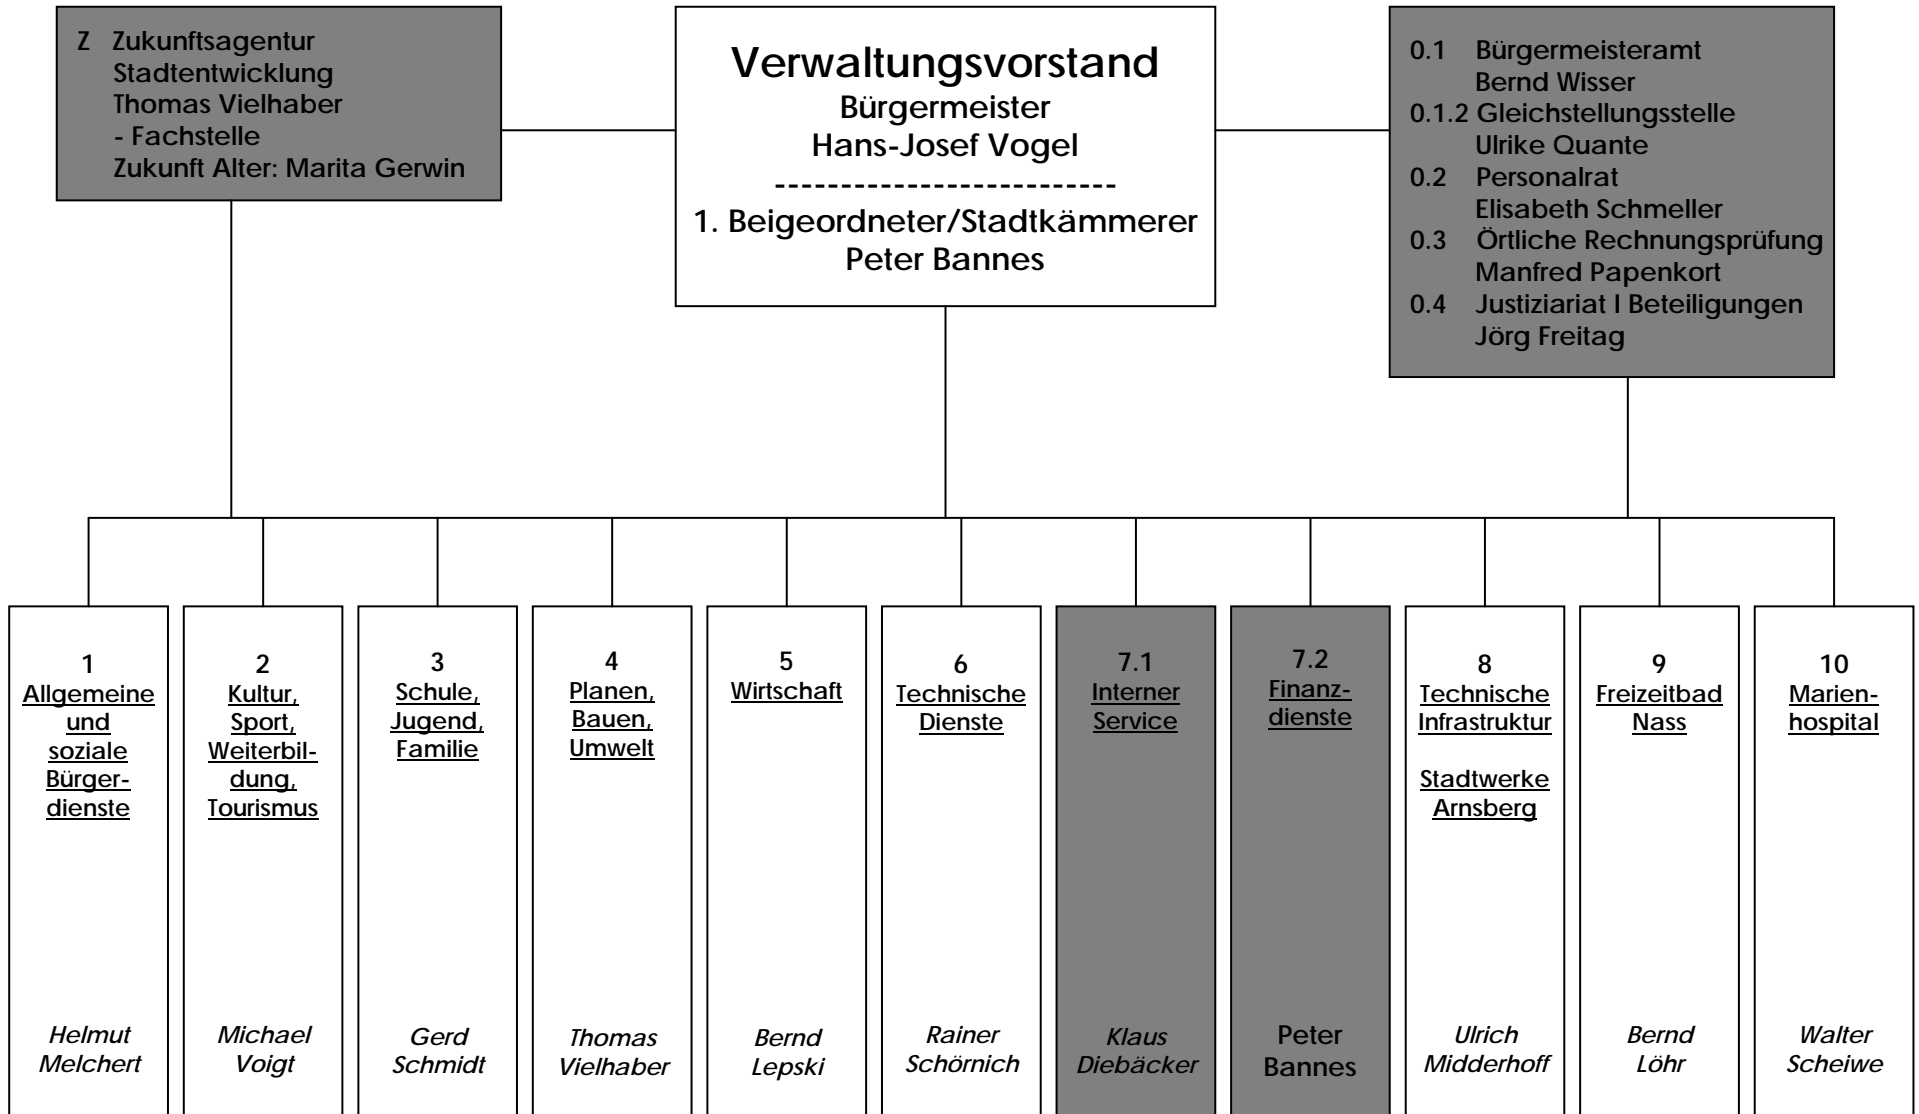 Z Zukunftsagentur
Stadtentwicklung
Thomas Vielhaber
- Fachstelle
Zukunft Alter: Marita Gerwin
Verwaltungsvorstand
Bürgermeister
Hans-Josef Vogel
--------------------------
1. Beigeordneter/Stadtkämmerer
Peter Bannes
0.1 Bürgermeisteramt
Bernd Wisser
0.1.2 Gleichstellungsstelle
Ulrike Quante
0.2 Personalrat
Elisabeth Schmeller
0.3 Örtliche Rechnungsprüfung
Manfred Papenkort
0.4 Justiziariat I Beteiligungen
Jörg Freitag
1
Allgemeine
und
soziale
Bürger-
dienste
Helmut
Melchert
2
Kultur,
Sport,
Weiterbil-
dung,
Tourismus
Michael
Voigt
3
Schule,
Jugend,
Familie
Gerd
Schmidt
4
Planen,
Bauen,
Umwelt
Thomas
Vielhaber
5
Wirtschaft
Bernd
Lepski
6
Technische
Dienste
Rainer
Schörnich
7.1
Interner
Service
Klaus
Diebäcker
7.2
Finanz-
dienste
Peter
Bannes
8
Technische
Infrastruktur
Stadtwerke
Arnsberg
Ulrich
Midderhoff
9
Freizeitbad
Nass
Bernd
Löhr
10
Marien-
hospital
Walter
Scheiwe